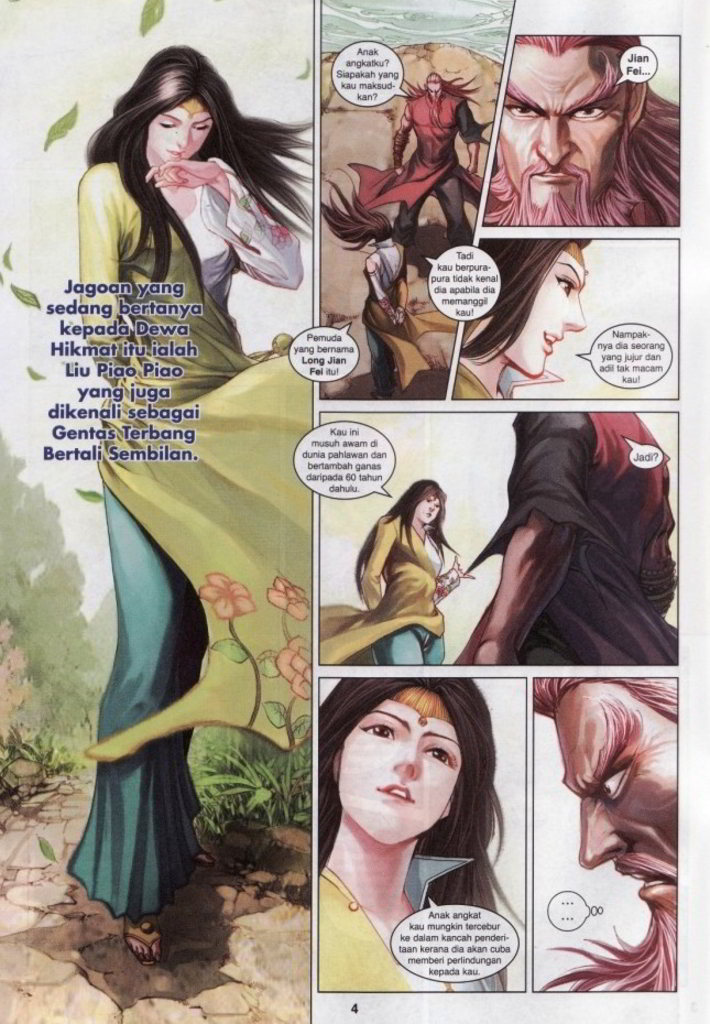 Jagoan yang
sedang bertanya
kepada Dewa
Hikmat itu ialah
Liu Piao Piao
yang juga
dikenali sebagai
Gentas Terbang
Bertali Sembilan.
Anak
angkatku?
Siapakah yang
kau maksud-
kan?
Jian
Fei...
Tadi
kau berpura-
pura tidak kenal
dia apabila dia
memanggil
kau!
Pemuda
yang bernama
Long Jian
Fei itu!
Nampak-
nya dia seorang
yang jujur dan
adil tak macam
kau!
Kau ini
musuh awam di
dunia pahlawan dan
bertambah ganas
daripada 60 tahun
dahulu.
Jadi?
Anak angkat
kau mungkin tercebur
ke dalam kancah penderi-
taan kerana dia akan cuba
memberi perlindungan
kepada kau.
...
...
4